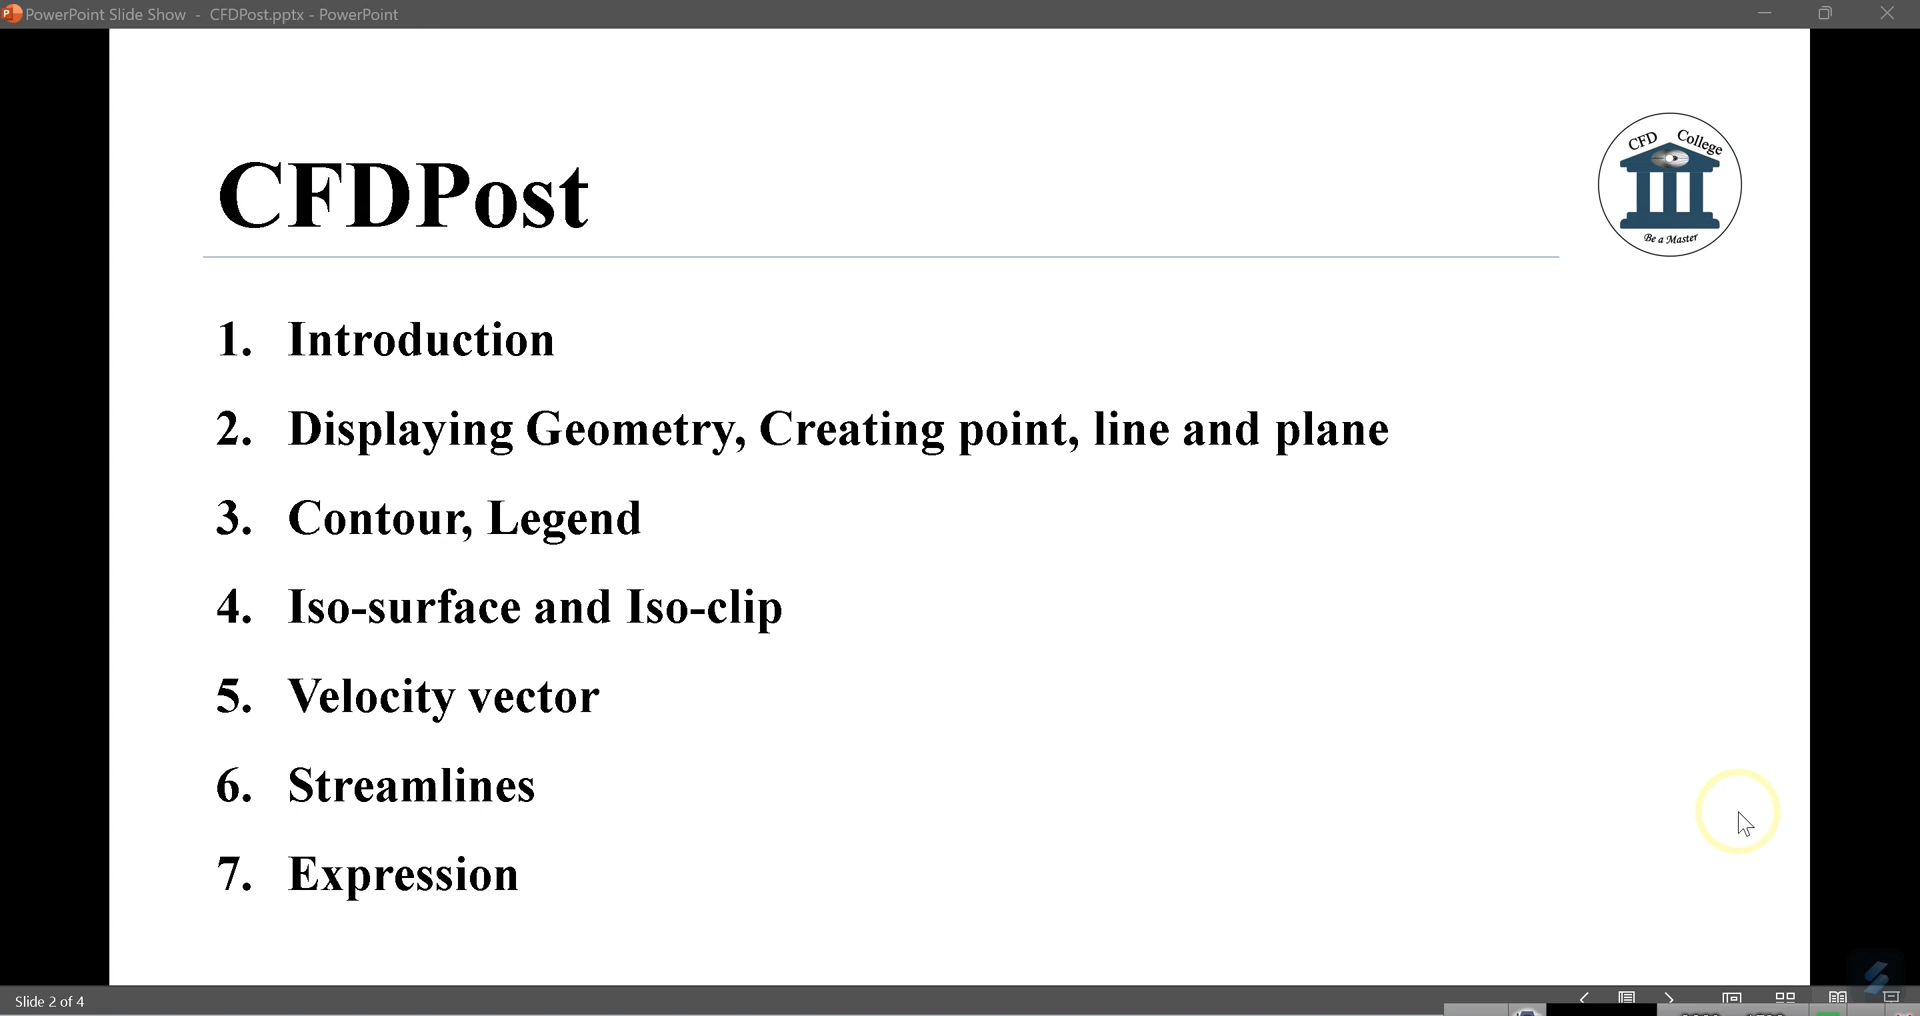 PowerPoint Slide Show - CFDPost.pptx - PowerPoint
CFD College
Be a Master
CFDPost
1. Introduction
2. Displaying Geometry, Creating point, line and plane
3. Contour, Legend
4. Iso-surface and Iso-clip
5. Velocity vector
6. Streamlines
7. Expression
Slide 2 of 4